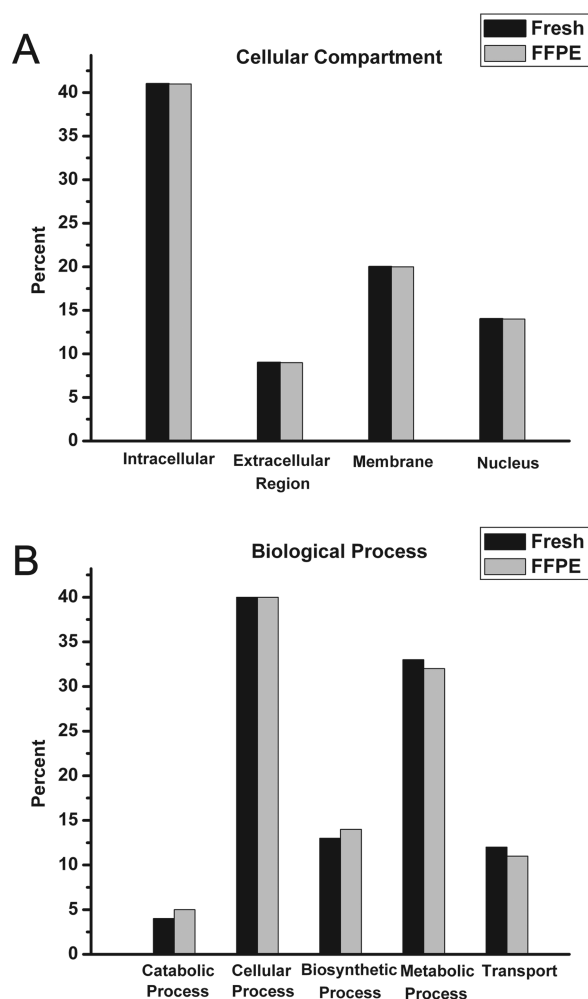 A
Cellular Compartment
Fresh
FFPE
Percent
40
35
30
25
20
15
10
5
0
Intracellular
Extracellular
Region
Membrane
Nucleus
B
Biological Process
Fresh
FFPE
Percent
40
35
30
25
20
15
10
5
0
Catabolic
Process
Cellular
Process
Biosynthetic
Process
Metabolic
Process
Transport